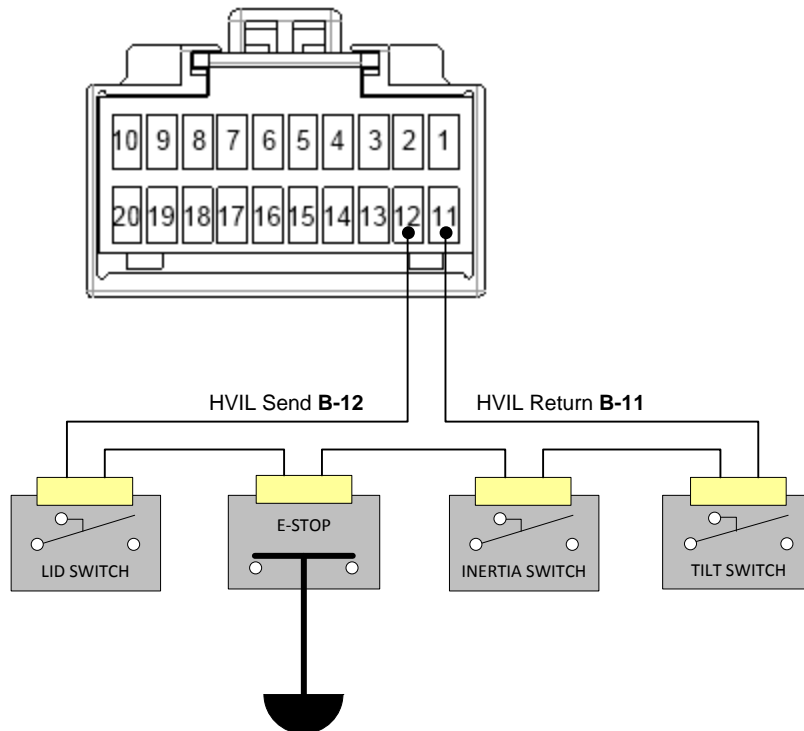 10 9 8 7 6 5 4 3 2 1
20 19 18 17 16 15 14 13 12 11
HVIL Send B-12 HVIL Return B-11
E-STOP
LID SWITCH INERTIA SWITCH TILT SWITCH